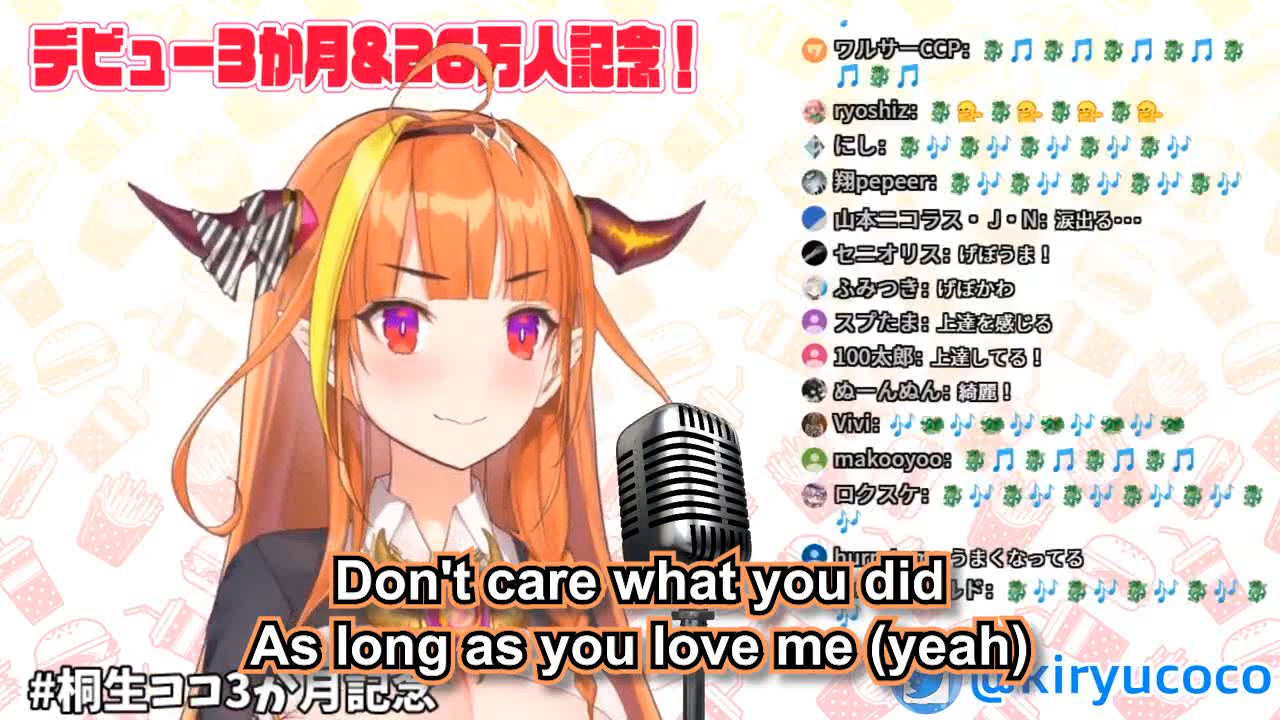 デビュー3か月&26万人記念！
ワルサーCCP: 🐉🎵🐉🎵🐉🎵🐉🎵🐉
🎵🐉🎵
ryoshiz:
にし: 🐉🎶🐉🎶🐉🎶🐉🎶🐉🎶
翔pepeer: 🐉🎶🐉🎶🐉🎶🐉🎶🐉🎶
山本ニコラス・J・N: 涙出る…
セニオリス: げぼうま！
ふみつき: げぼかわ
スプたま: 上達を感じる
100太郎: 上達してる！
ぬーんぬん: 綺麗！
Vivi: 🎶🐲🎶🐲🎶🐲🎶🐲🎶🐲
makooyoo: 🐉🎵🐉🎵🐉🎵🐉🎵
ロクスケ: 🐉🎶🐉🎶🐉🎶🐉🎶🐉🎶🐉
🎶
うまくなってる
ルド: 🐉🎶🐉🎶🐉🎶🐉🎶🐉
🎶
Don't care what you did
As long as you love me (yeah)
#桐生ココ3か月記念
@kiryucoco